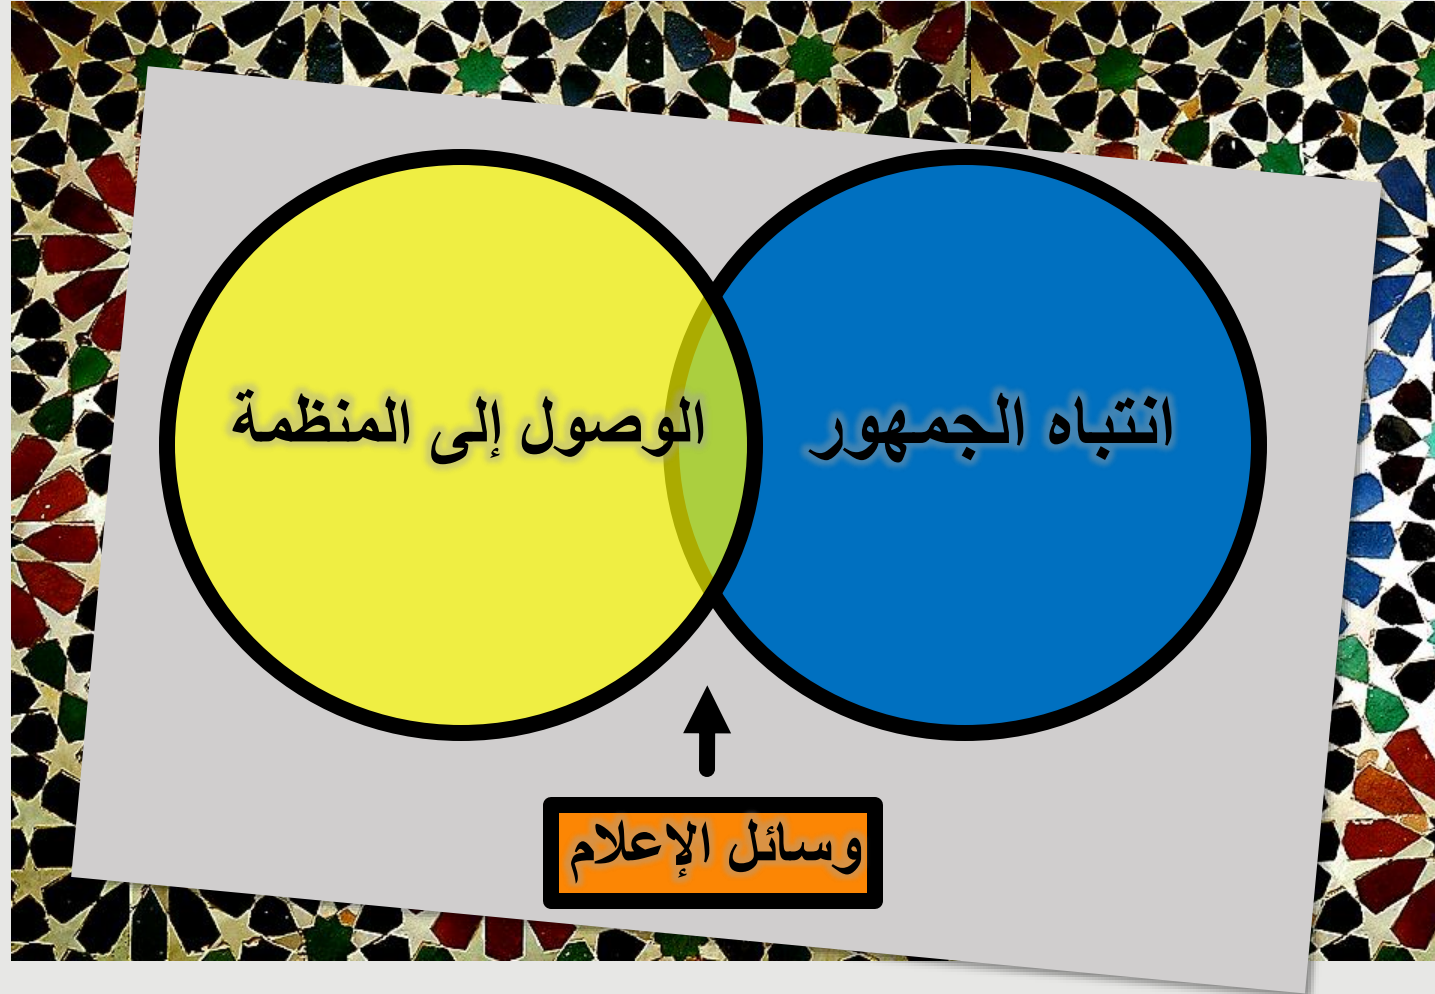 انتباه الجمهور
الوصول إلى المنظمة
وسائل الإعلام